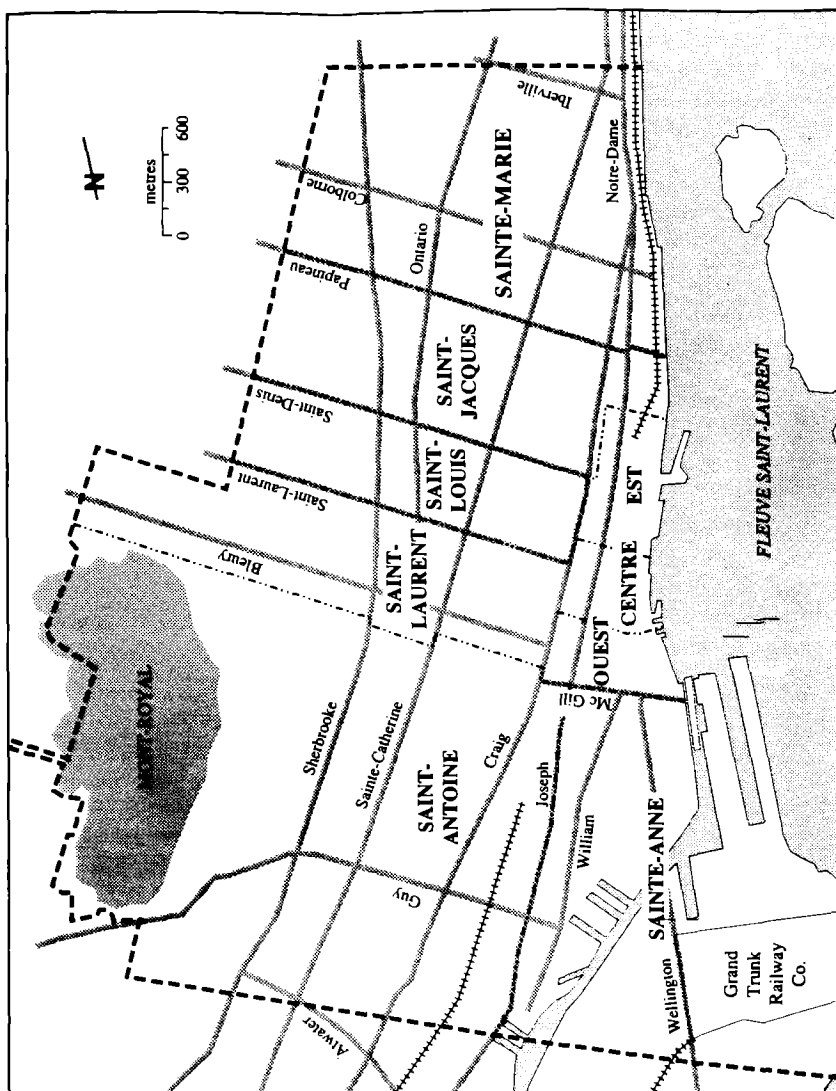 N
metres
0 300 600
MONT-ROYAL
Colborne
Papineau
Saint-Denis
Saint-Laurent
Bleury
Iberville
Ontario
Notre-Dame
SAINTE-MARIE
SAINT-
JACQUES
SAINT-
LOUIS
SAINT-
LAURENT
Sherbrooke
Sainte-Catherine
SAINT-
ANTOINE
Craig
Guy
Atwater
EST
CENTRE
OUEST
Mc Gill
Joseph
William
SAINTE-ANNE
Wellington
Grand
Trunk
Railway
Co.
FLEUVE SAINT-LAURENT